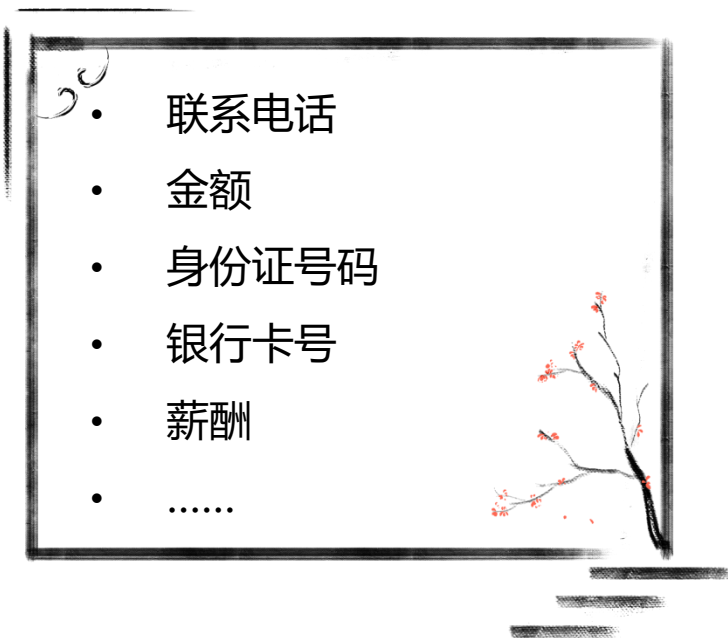 • 联系电话
• 金额
• 身份证号码
• 银行卡号
• 薪酬
• ......